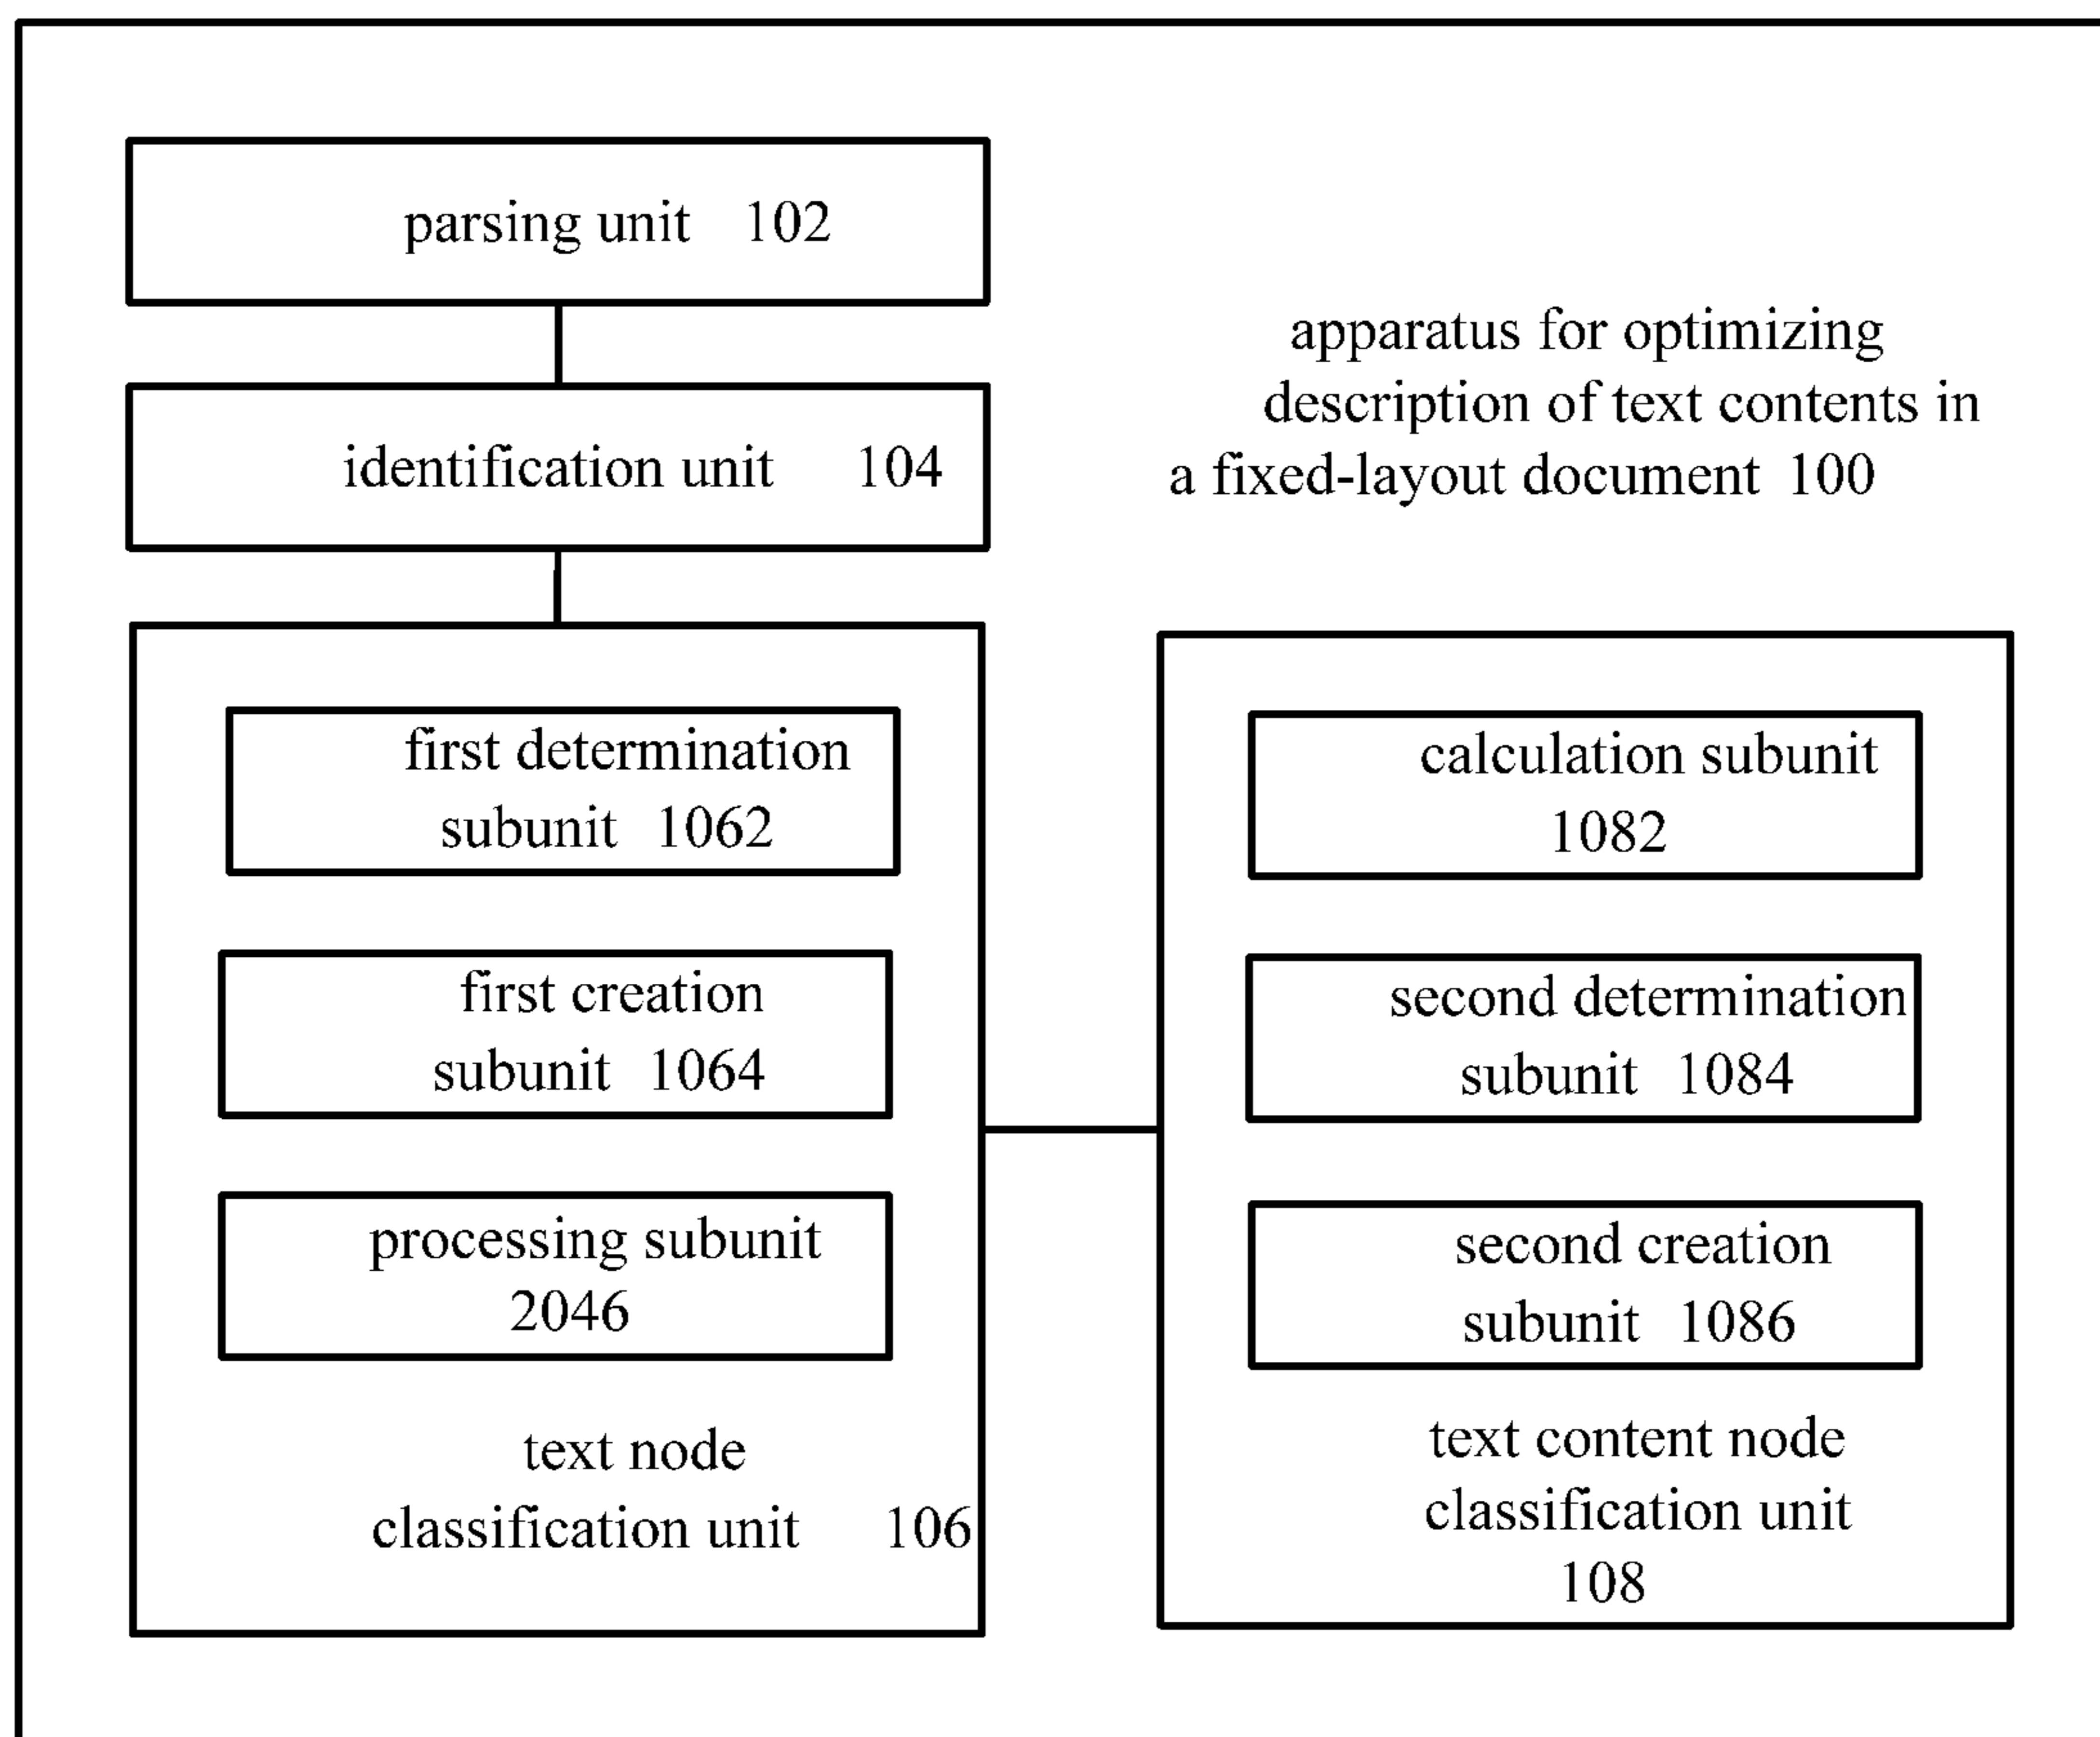 parsing unit 102
identification unit 104
apparatus for optimizing
description of text contents in
a fixed-layout document 100
first determination
subunit 1062
first creation
subunit 1064
processing subunit
2046
text node
classification unit 106
calculation subunit
1082
second determination
subunit 1084
second creation
subunit 1086
text content node
classification unit
108